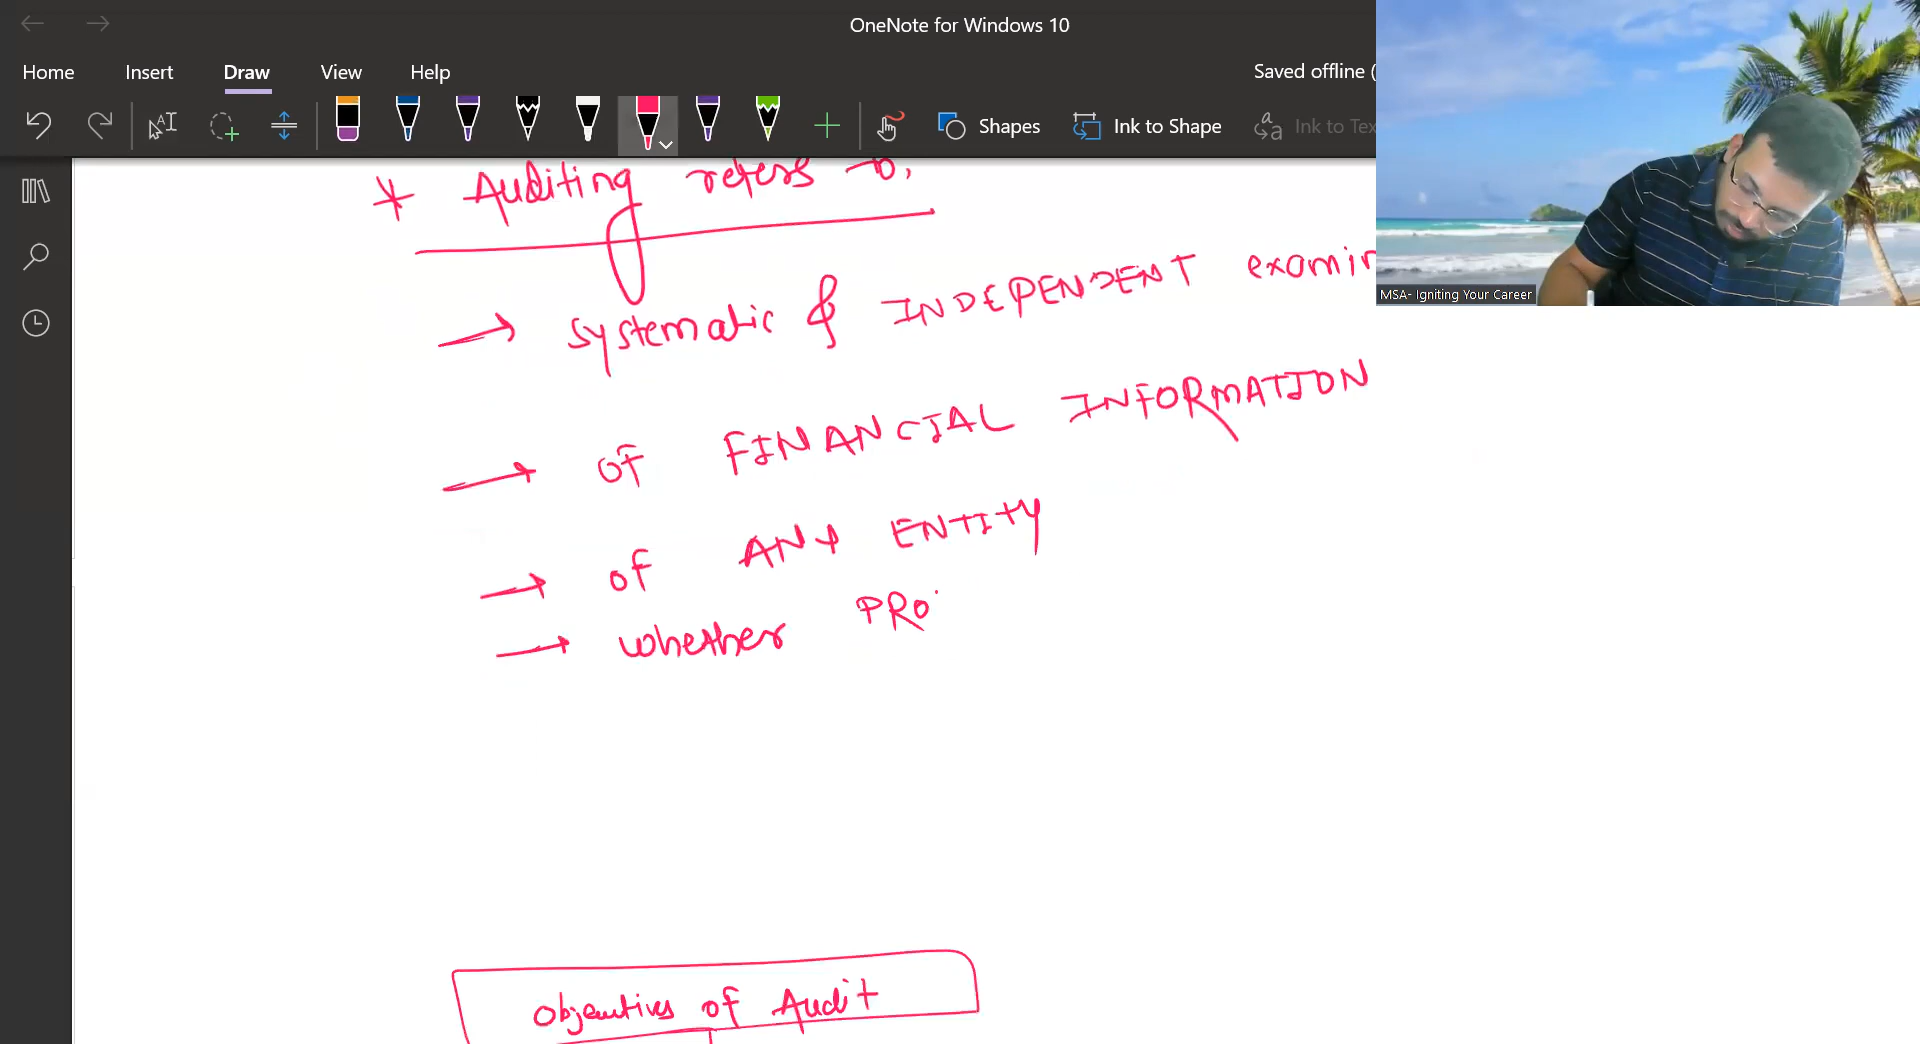 OneNote for Windows 10
Home Insert Draw View Help Saved offline (
Shapes Ink to Shape Ink to Tex
MSA- Igniting Your Career
* Auditing refers to,
→ systematic & INDEPENDENT examin
→ of FINANCIAL INFORMATION
→ of ANY ENTITY
→ whether PRO
Objectives of Audit